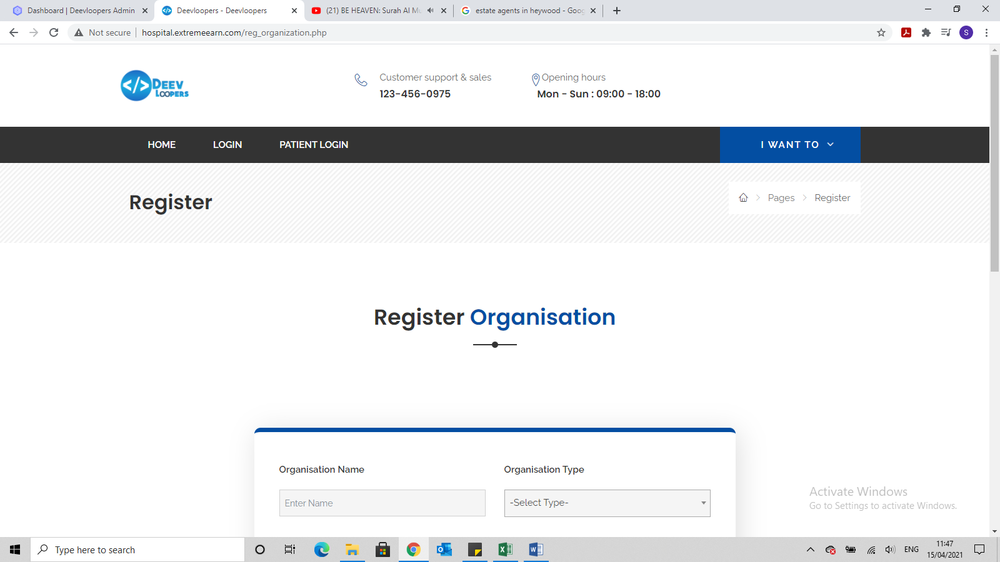 Dashboard | Deevloopers Admin
Deevloopers - Deevloopers
(21) BE HEAVEN: Surah Al Mu
estate agents in heywood - Goog
Not secure
hospital.extremeearn.com/reg_organization.php
S
</> DEEV
LOOPERS
Customer support & sales
123-456-0975
Opening hours
Mon - Sun : 09:00 - 18:00
HOME
LOGIN
PATIENT LOGIN
I WANT TO
Register
Pages
Register
Register Organisation
Organisation Name
Organisation Type
Enter Name
-Select Type-
Activate Windows
Go to Settings to activate Windows.
Type here to search
ENG
11:47
15/04/2021